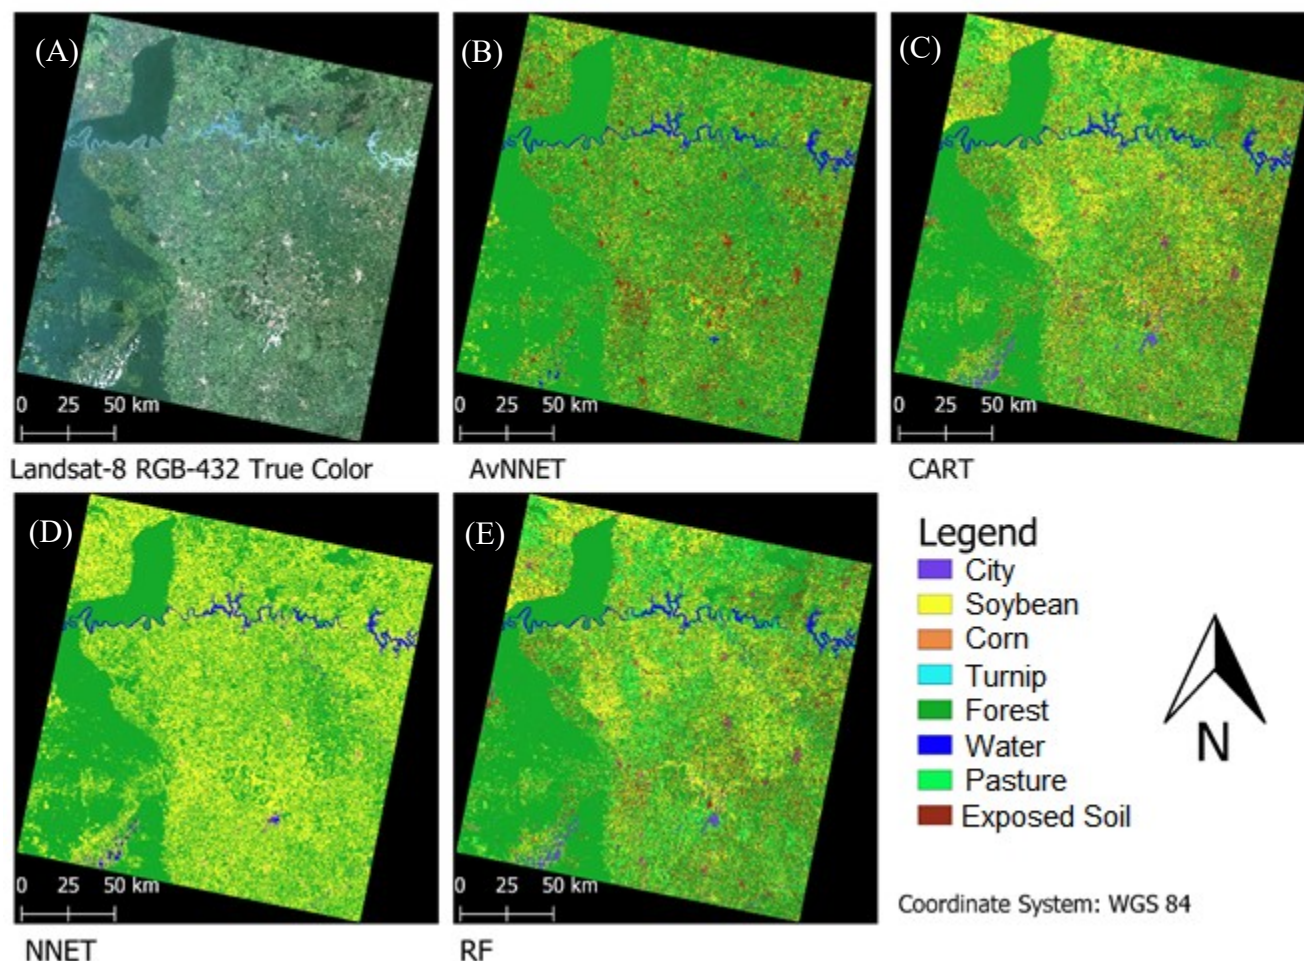 (A)
(B)
(C)
0 25 50 km
0 25 50 km
0 25 50 km
Landsat-8 RGB-432 True Color
AvNNET
CART
(D)
(E)
Legend
City
Soybean
Corn
Turnip
Forest
Water
Pasture
Exposed Soil
N
0 25 50 km
0 25 50 km
Coordinate System: WGS 84
NNET
RF